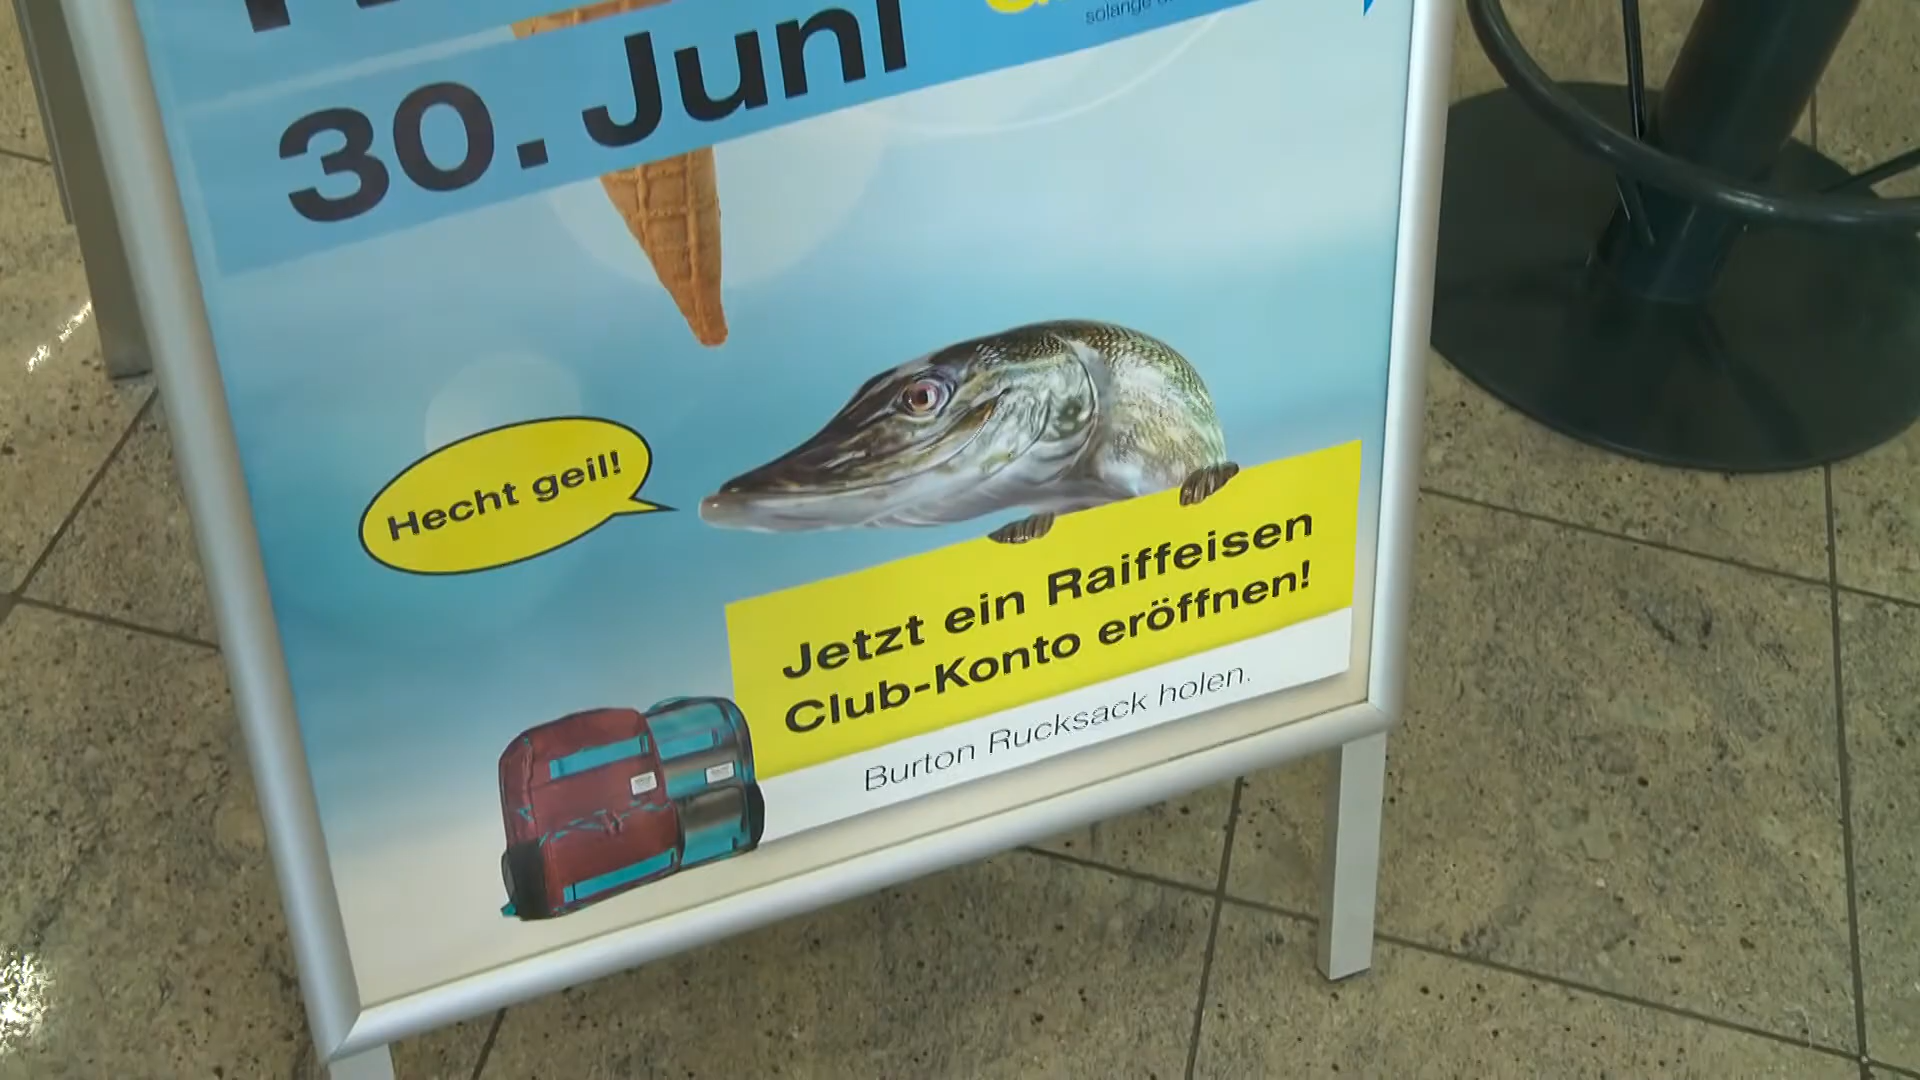 30. Juni
solange
Hecht geil!
Jetzt ein Raiffeisen
Club-Konto eröffnen!
Burton Rucksack holen.